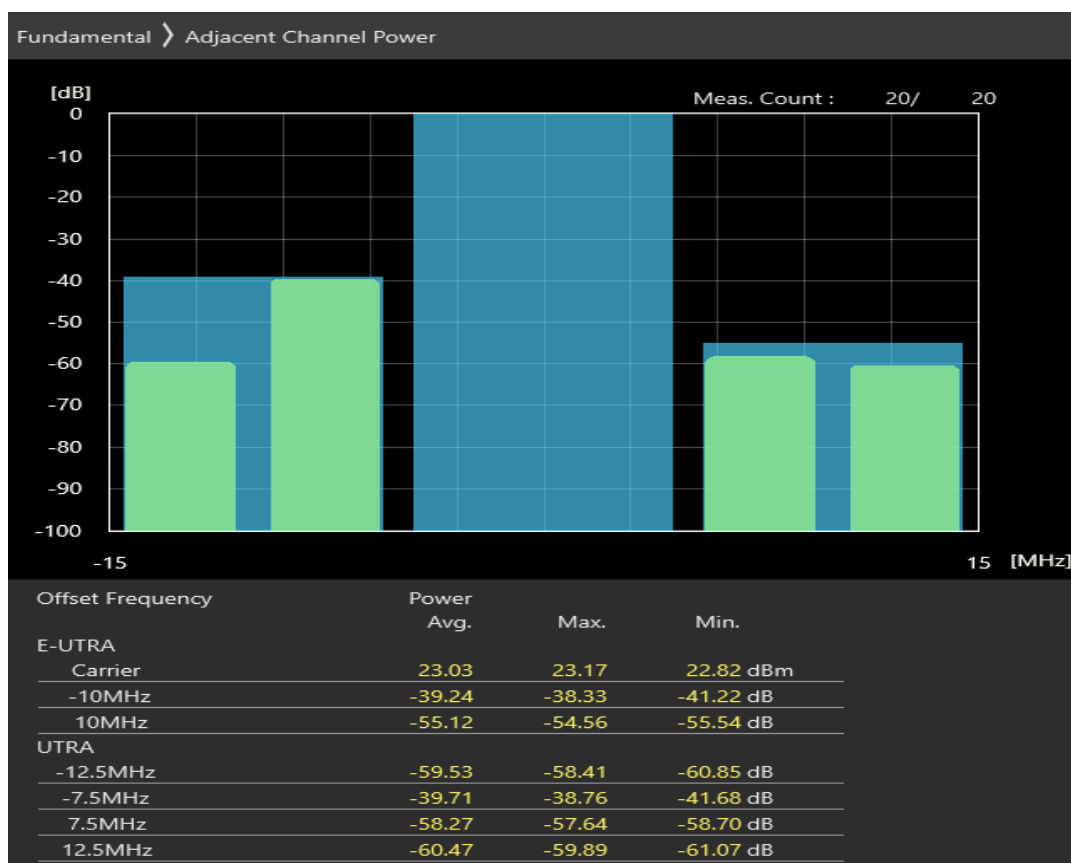 Fundamental 〉 Adjacent Channel Power
[dB]
Meas. Count : 20/ 20
0
-10
-20
-30
-40
-50
-60
-70
-80
-90
-100
-15 15 [MHz]
Offset Frequency Power
Avg. Max. Min.
E-UTRA
Carrier 23.03 23.17 22.82 dBm
-10MHz -39.24 -38.33 -41.22 dB
10MHz -55.12 -54.56 -55.54 dB
UTRA
-12.5MHz -59.53 -58.41 -60.85 dB
-7.5MHz -39.71 -38.76 -41.68 dB
7.5MHz -58.27 -57.64 -58.70 dB
12.5MHz -60.47 -59.89 -61.07 dB